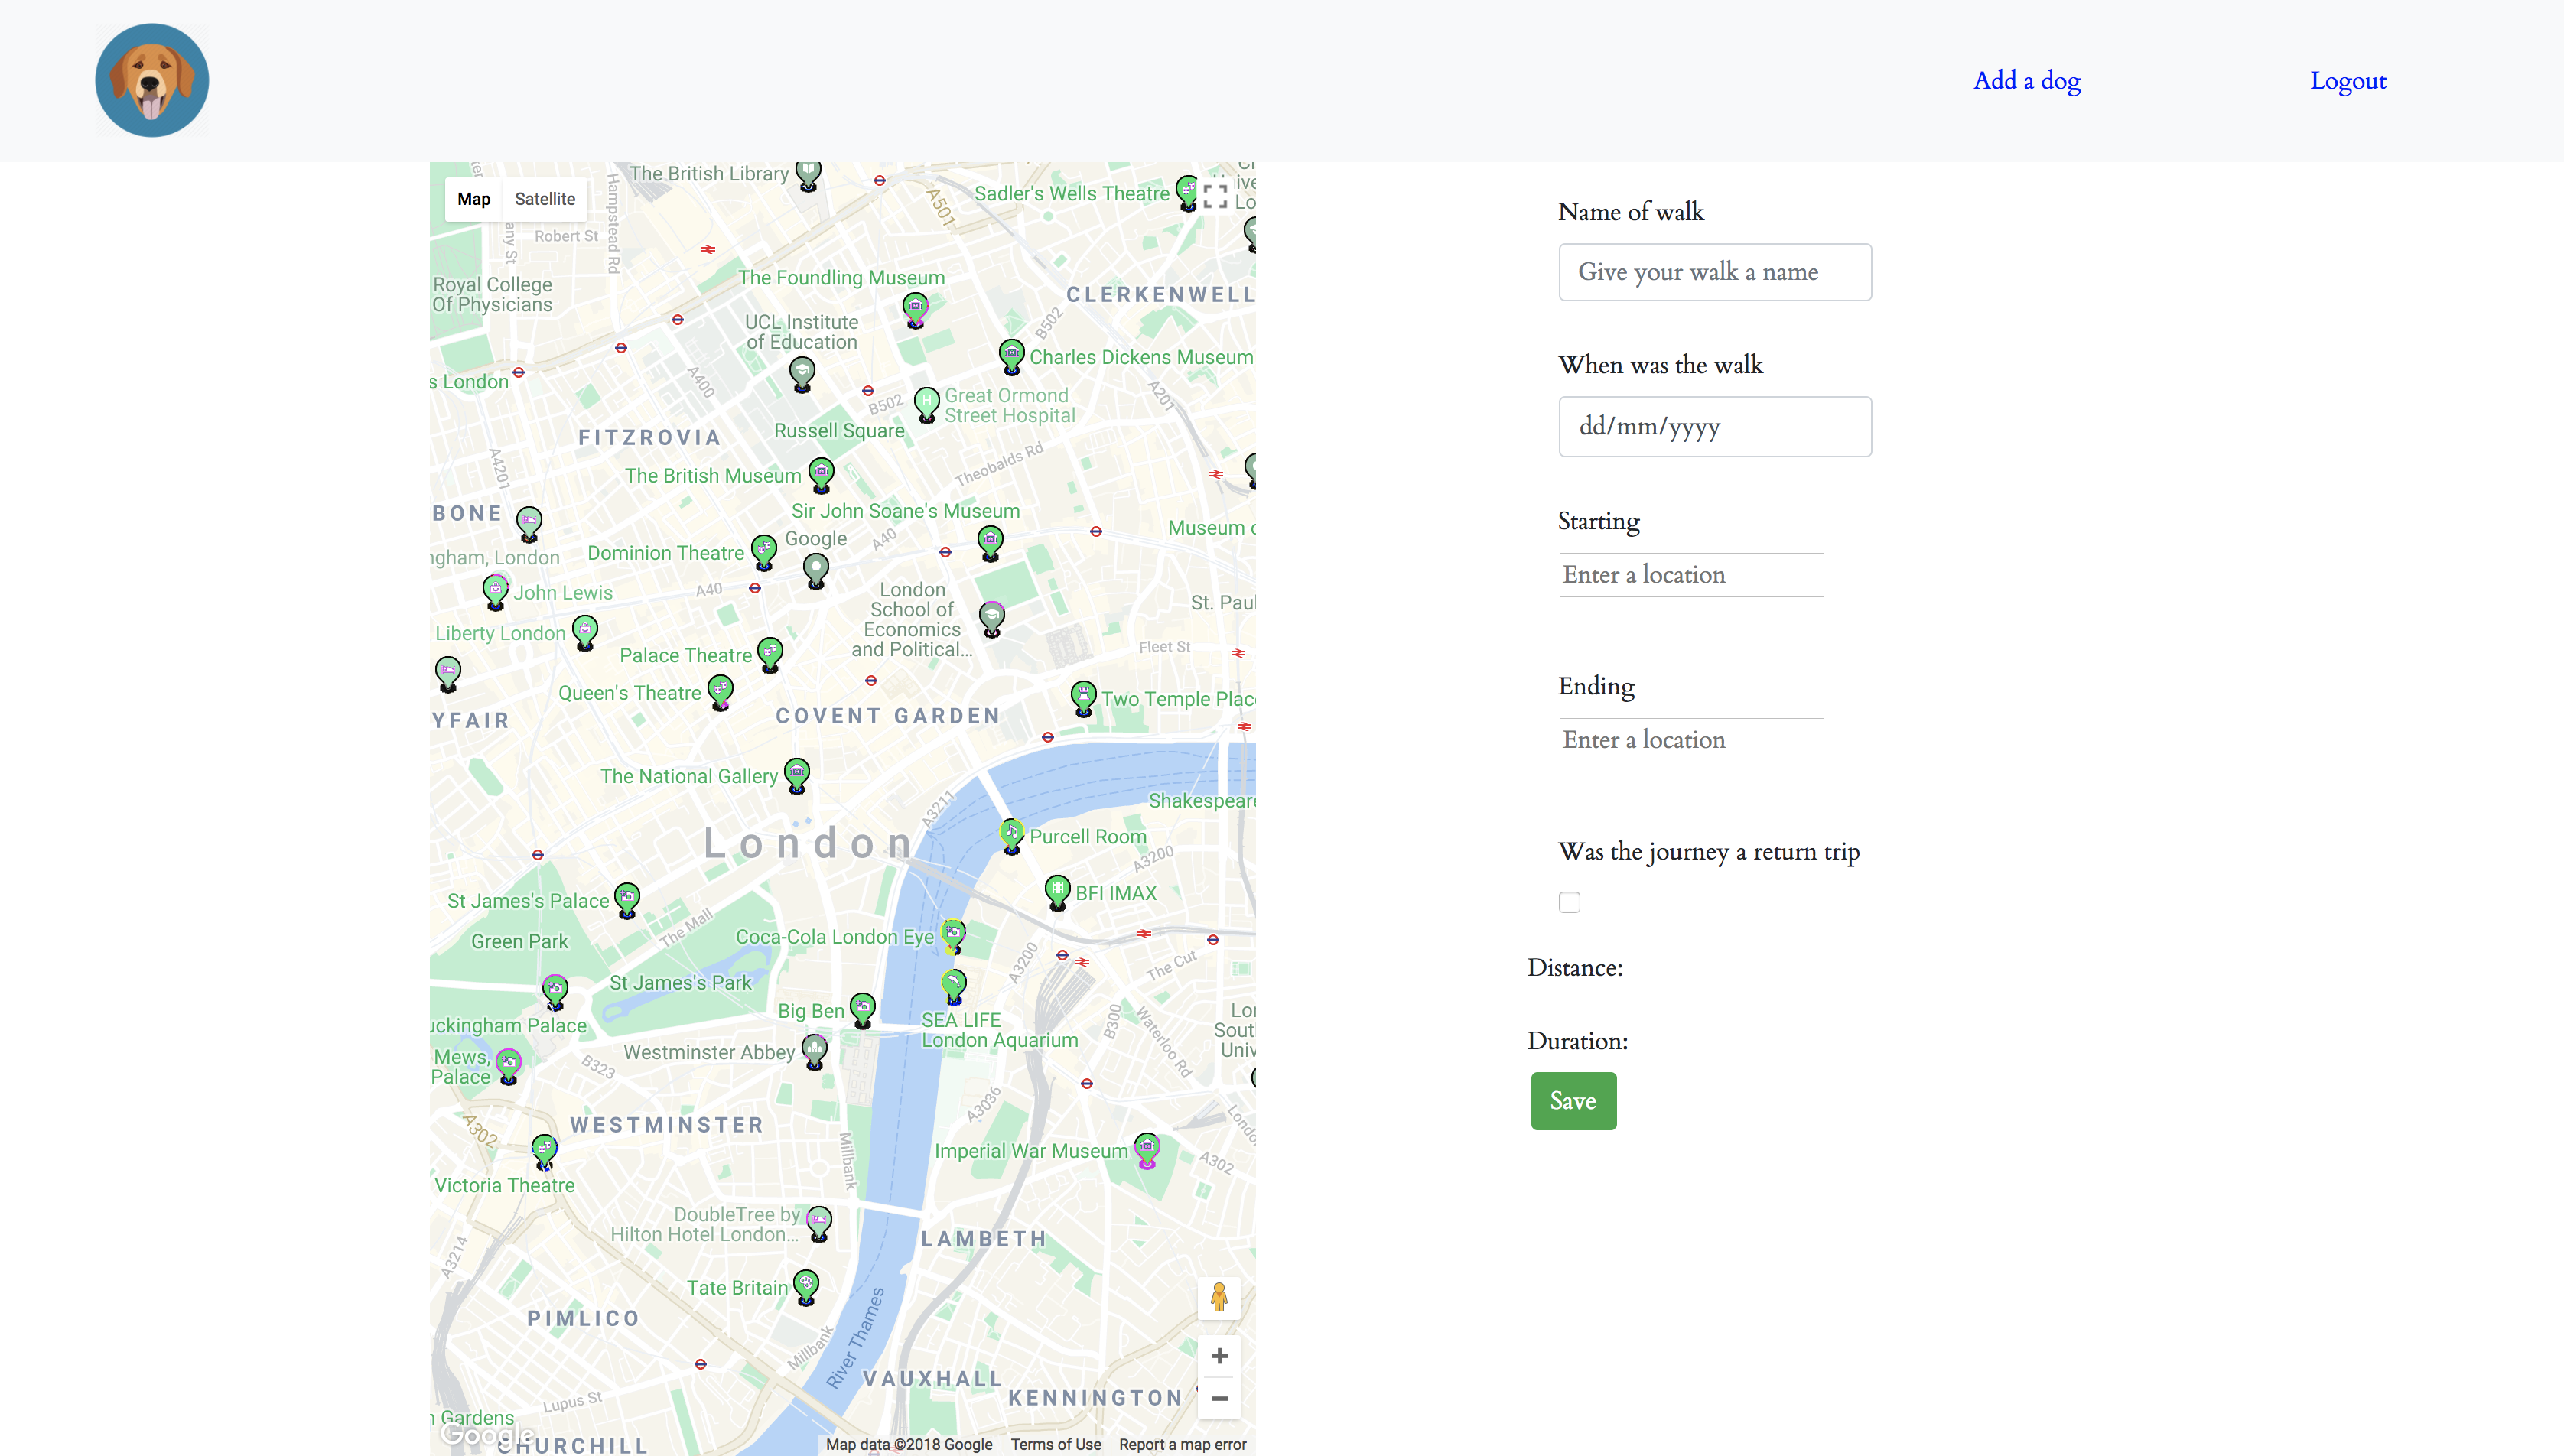 Add a dog
Logout
Map
Satellite
The British Library
Sadler's Wells Theatre
A501
Hampstead Rd
Robert St
Royal College
Of Physicians
The Foundling Museum
CLERKENWELL
UCL Institute
of Education
B502
Charles Dickens Museum
s London
A400
B502
Great Ormond
Street Hospital
A201
FITZROVIA
Russell Square
Theobalds Rd
A4201
The British Museum
Sir John Soane's Museum
BONE
Museum
Google
A40
Dominion Theatre
ngham, London
John Lewis
A40
London
School of
Economics
and Political...
St. Paul
Liberty London
Palace Theatre
Fleet St
Queen's Theatre
Two Temple Place
YFAIR
COVENT GARDEN
The National Gallery
A3211
Shakespeare
London
Purcell Room
A3200
St James's Palace
BFI IMAX
The Mall
Green Park
Coca-Cola London Eye
A3200
The Cut
St James's Park
Big Ben
B300
Waterloo Rd
SEA LIFE
London Aquarium
uckingham Palace
Westminster Abbey
Mews,
Palace
B323
A3036
WESTMINSTER
A302
Millbank
Imperial War Museum
A302
Victoria Theatre
DoubleTree by
Hilton Hotel London...
LAMBETH
A3214
Tate Britain
PIMLICO
Millbank
River Thames
VAUXHALL
KENNINGTON
Lupus St
n Gardens
Google
CHURCHILL
Map data ©2018 Google
Terms of Use
Report a map error
Name of walk
Give your walk a name
When was the walk
dd/mm/yyyy
Starting
Enter a location
Ending
Enter a location
Was the journey a return trip
Distance:
Duration:
Save